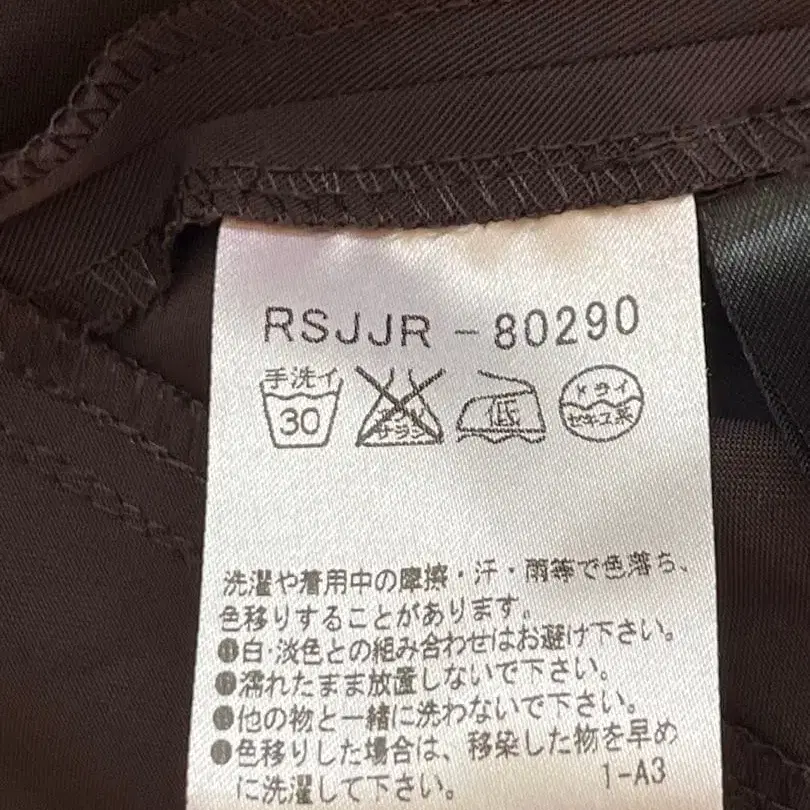 RSJJR－80290
手洗イ 30 エンソ サラシ 低 ドライ セキユ系
洗濯や着用中の摩擦・汗・雨等で色落ち、
色移りすることがあります。
●白・淡色との組み合わせはお避け下さい。
●濡れたまま放置しないで下さい。
●他の物と一緒に洗わないで下さい。
●色移りした場合は、移染した物を早め
に洗濯して下さい。 1-A3